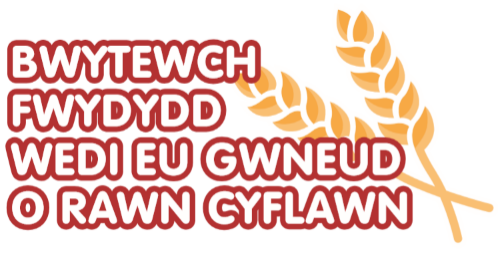 BWYTEWCH
FWYDYDD
WEDI EU GWNEUD
O RAWN CYFLAWN